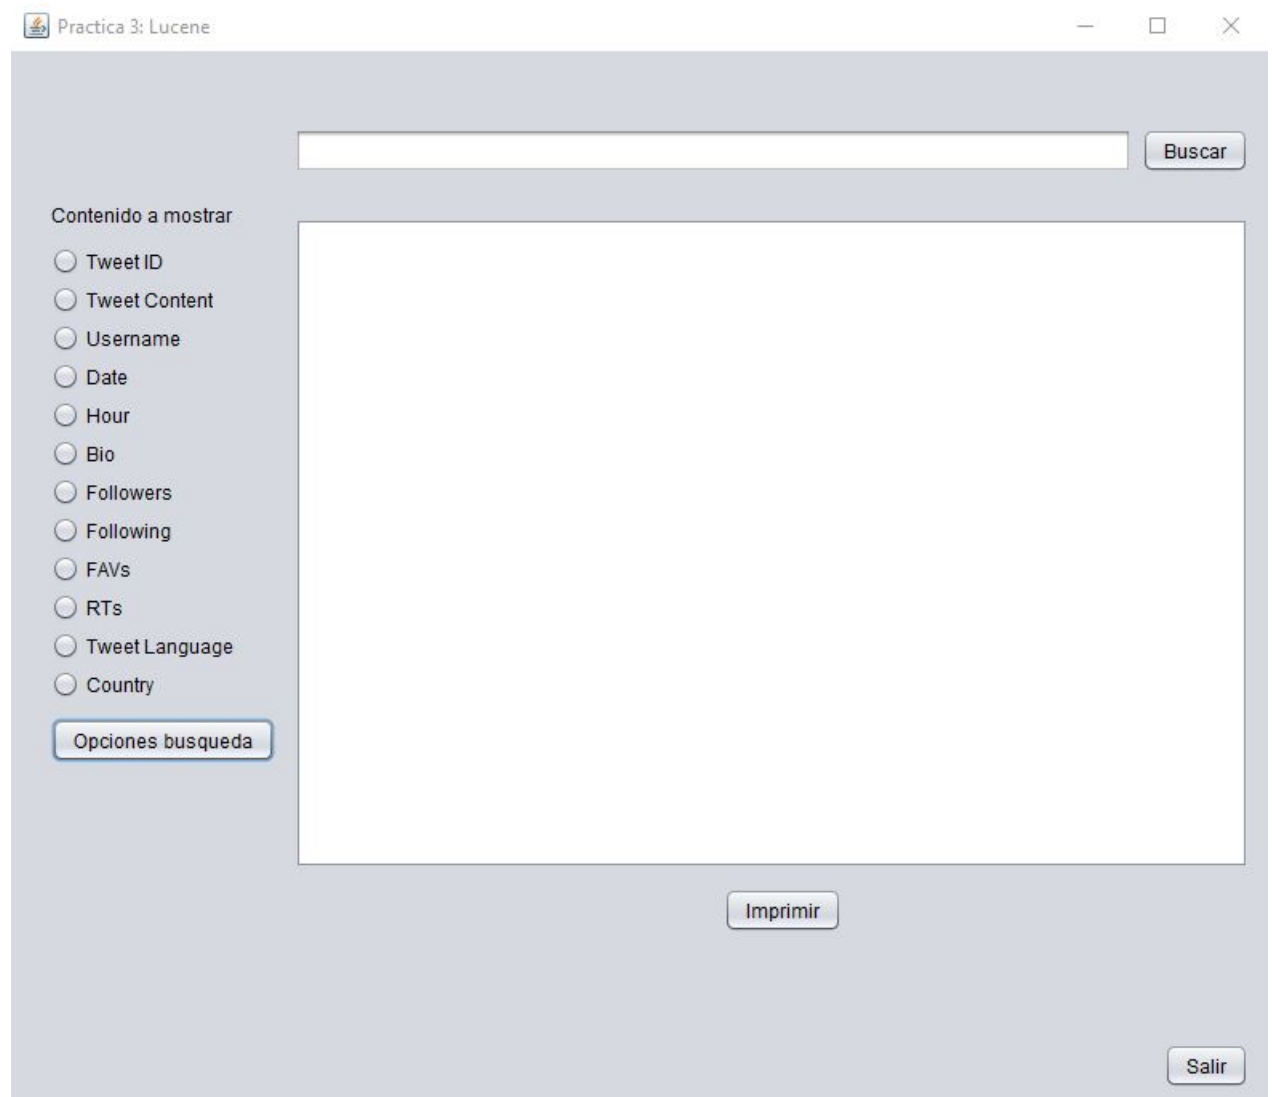 Practica 3: Lucene
Buscar
Contenido a mostrar
Tweet ID
Tweet Content
Username
Date
Hour
Bio
Followers
Following
FAVs
RTs
Tweet Language
Country
Opciones busqueda
Imprimir
Salir